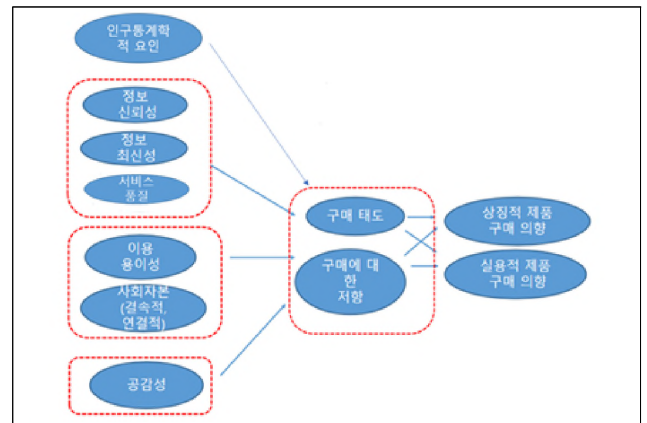 인구통계학
적 요인
정보
신뢰성
정보
최신성
서비스
품질
이용
용이성
사회자본
(결속적,
연결적)
공감성
구매 태도
구매에 대
한
저항
상징적 제품
구매 의향
실용적 제품
구매 의향